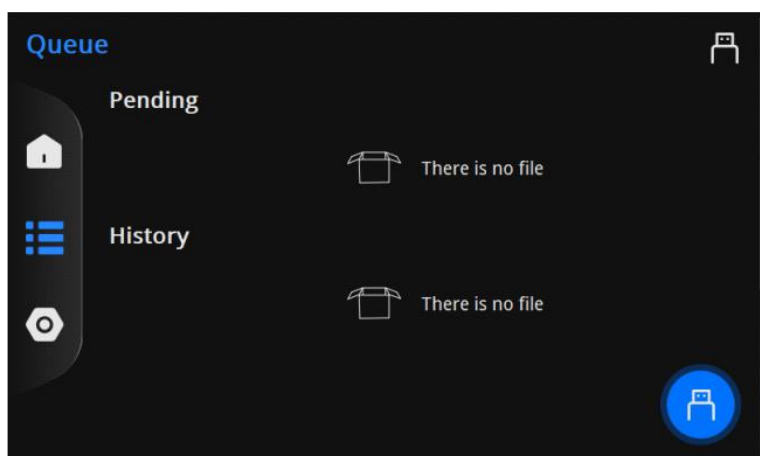 Queue
Pending
There is no file
History
There is no file